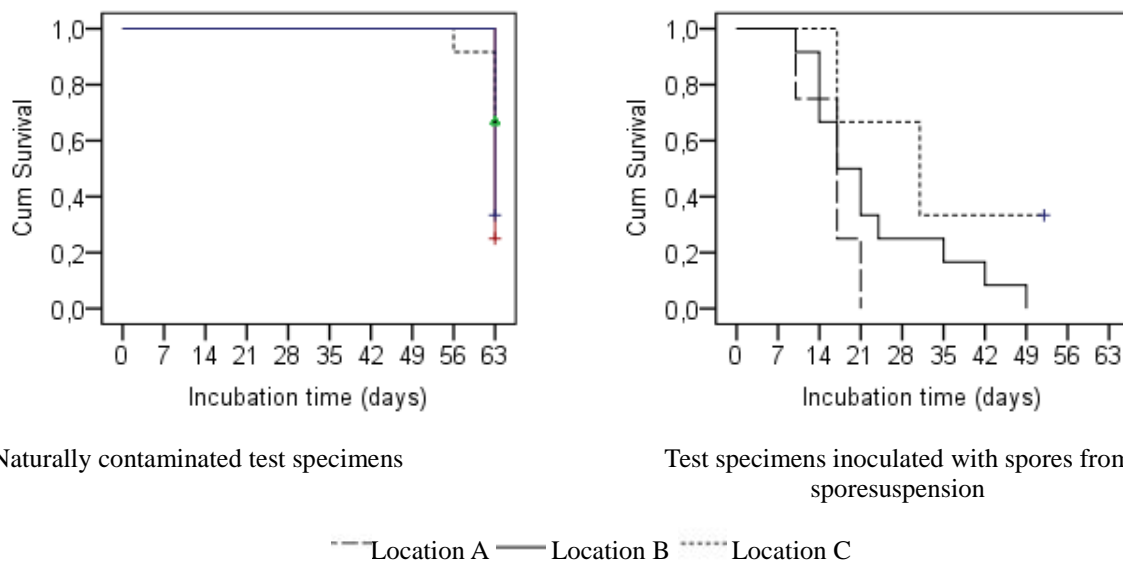 1,0 1,0
0,8 0,8
0,6 0,6
0,4 0,4
0,2 0,2
0,0 0,0
Cum Survival Cum Survival
0 7 14 21 28 35 42 49 56 63 0 7 14 21 28 35 42 49 56 63
Incubation time (days) Incubation time (days)
Naturally contaminated test specimens Test specimens inoculated with spores from
sporesuspension
Location A Location B Location C